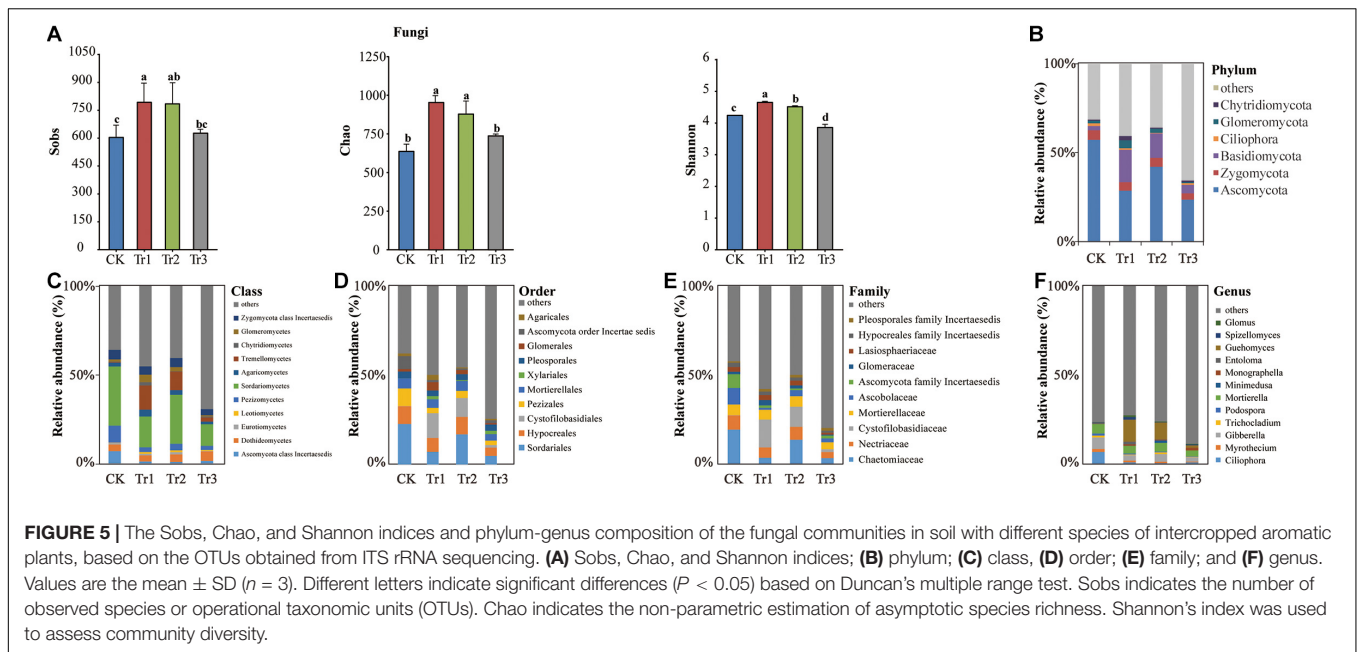 A
Fungi
Sobs
1050
900
750
600
450
300
150
0
c
a
ab
bc
CK
Tr1
Tr2
Tr3
Chao
1250
1000
750
500
250
0
b
a
a
b
CK
Tr1
Tr2
Tr3
Shannon
6
5
4
3
2
1
0
c
a
b
d
CK
Tr1
Tr2
Tr3
B
Relative abundance (%)
100%
50%
0%
CK
Tr1
Tr2
Tr3
Phylum
others
Chytridiomycota
Glomeromycota
Ciliophora
Basidiomycota
Zygomycota
Ascomycota
C
Relative abundance (%)
100%
50%
0%
CK
Tr1
Tr2
Tr3
Class
others
Zygomycota class Incertaesedis
Glomeromycetes
Chytridiomycetes
Tremellomycetes
Agaricomycetes
Sordariomycetes
Pezizomycetes
Leotiomycetes
Eurotiomycetes
Dothideomycetes
Ascomycota class Incertaesedis
D
Relative abundance (%)
100%
50%
0%
CK
Tr1
Tr2
Tr3
Order
others
Agaricales
Ascomycota order Incertae sedis
Glomerales
Pleosporales
Xylariales
Mortierellales
Pezizales
Cystofilobasidiales
Hypocreales
Sordariales
E
Relative abundance (%)
100%
50%
0%
CK
Tr1
Tr2
Tr3
Family
others
Pleosporales family Incertaesedis
Hypocreales family Incertaesedis
Lasiosphaeriaceae
Glomeraceae
Ascomycota family Incertaesedis
Ascobolaceae
Mortierellaceae
Cystofilobasidiaceae
Nectriaceae
Chaetomiaceae
F
Relative abundance (%)
100%
50%
0%
CK
Tr1
Tr2
Tr3
Genus
others
Glomus
Spizellomyces
Guehomyces
Entoloma
Monographella
Minimedusa
Mortierella
Podospora
Trichocladium
Gibberella
Myrothecium
Ciliophora
FIGURE 5 | The Sobs, Chao, and Shannon indices and phylum-genus composition of the fungal communities in soil with different species of intercropped aromatic
plants, based on the OTUs obtained from ITS rRNA sequencing. (A) Sobs, Chao, and Shannon indices; (B) phylum; (C) class, (D) order; (E) family; and (F) genus.
Values are the mean ± SD (n = 3). Different letters indicate significant differences (P < 0.05) based on Duncan's multiple range test. Sobs indicates the number of
observed species or operational taxonomic units (OTUs). Chao indicates the non-parametric estimation of asymptotic species richness. Shannon's index was used
to assess community diversity.